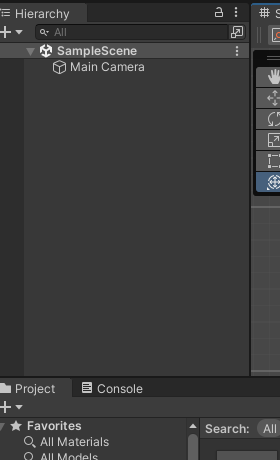 Hierarchy
All
SampleScene
Main Camera
Project
Console
Favorites
All Materials
All Models
Search:
All